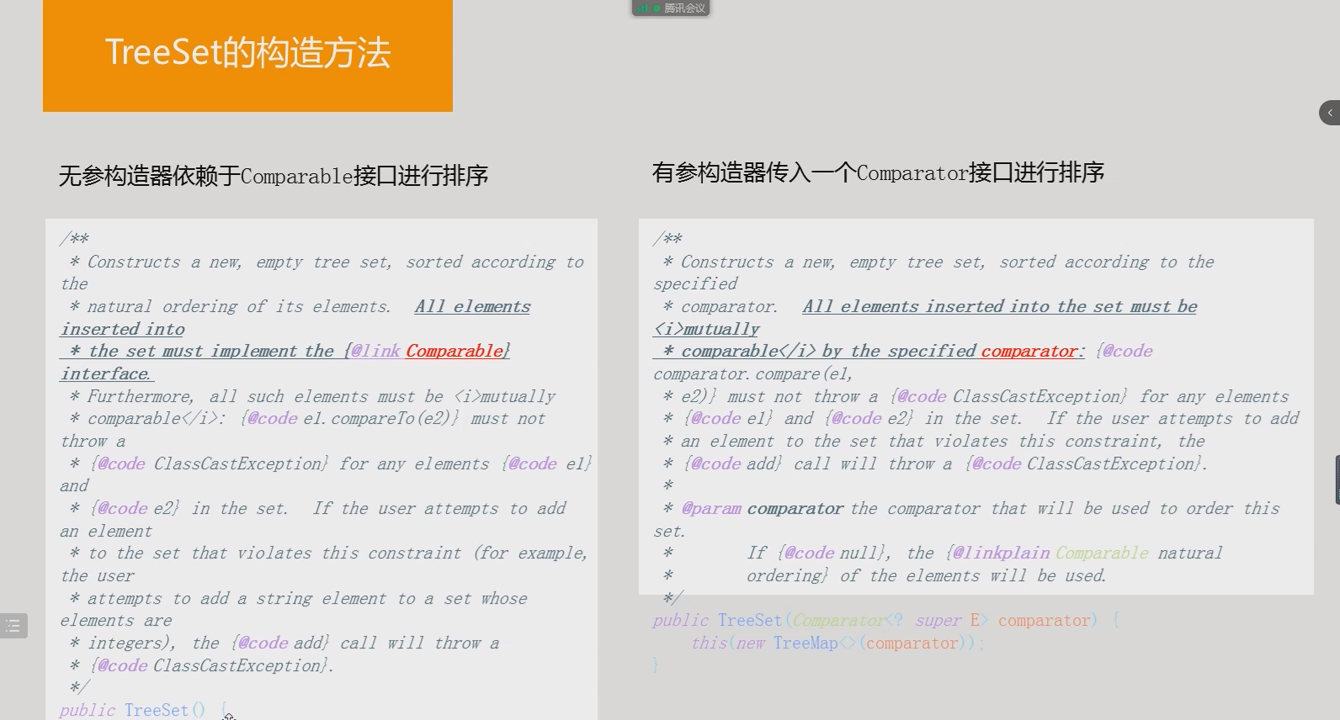 腾讯会议
TreeSet的构造方法
无参构造器依赖于Comparable接口进行排序
/**
 * Constructs a new, empty tree set, sorted according to
the
 * natural ordering of its elements.  All elements
inserted into
 * the set must implement the {@link Comparable}
interface.
 * Furthermore, all such elements must be <i>mutually
 * comparable</i>: {@code e1.compareTo(e2)} must not
throw a
 * {@code ClassCastException} for any elements {@code e1}
and
 * {@code e2} in the set.  If the user attempts to add
an element
 * to the set that violates this constraint (for example,
the user
 * attempts to add a string element to a set whose
elements are
 * integers), the {@code add} call will throw a
 * {@code ClassCastException}.
 */
public TreeSet() {
有参构造器传入一个Comparator接口进行排序
/**
 * Constructs a new, empty tree set, sorted according to the
specified
 * comparator.  All elements inserted into the set must be
<i>mutually
 * comparable</i> by the specified comparator: {@code
comparator.compare(e1,
 * e2)} must not throw a {@code ClassCastException} for any elements
 * {@code e1} and {@code e2} in the set.  If the user attempts to add
 * an element to the set that violates this constraint, the
 * {@code add} call will throw a {@code ClassCastException}.
 *
 * @param comparator the comparator that will be used to order this
set.
 *        If {@code null}, the {@linkplain Comparable natural
 *        ordering} of the elements will be used.
 */
public TreeSet(Comparator<? super E> comparator) {
    this(new TreeMap<>(comparator));
}